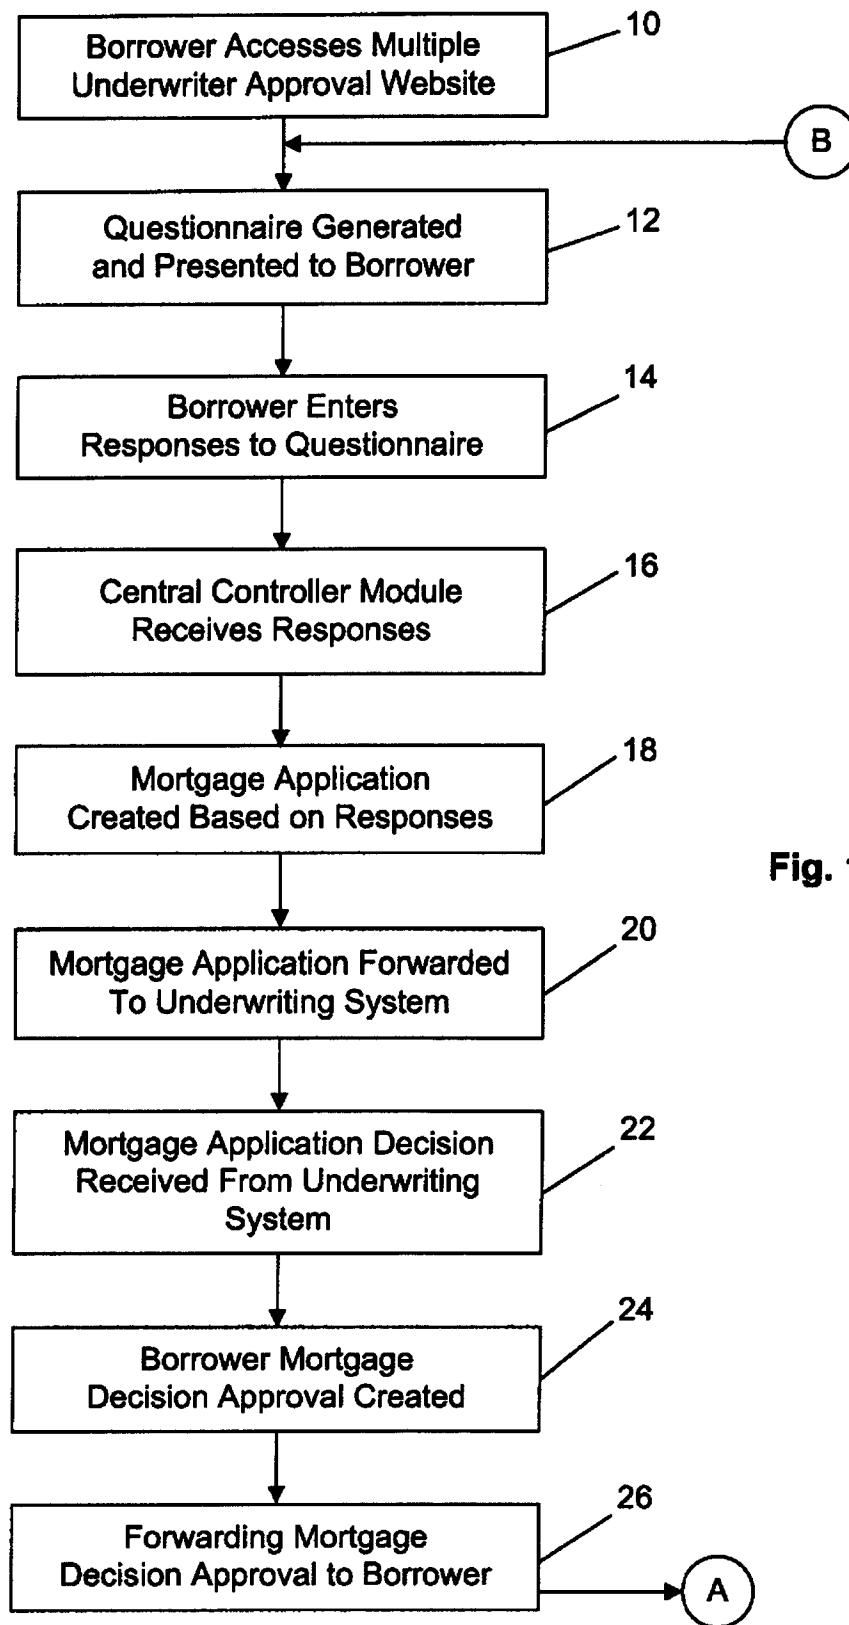 Borrower Accesses Multiple
Underwriter Approval Website
10
B
Questionnaire Generated
and Presented to Borrower
12
Borrower Enters
Responses to Questionnaire
14
Central Controller Module
Receives Responses
16
Mortgage Application
Created Based on Responses
18
Fig.
Mortgage Application Forwarded
To Underwriting System
20
Mortgage Application Decision
Received From Underwriting
System
22
Borrower Mortgage
Decision Approval Created
24
Forwarding Mortgage
Decision Approval to Borrower
26
A